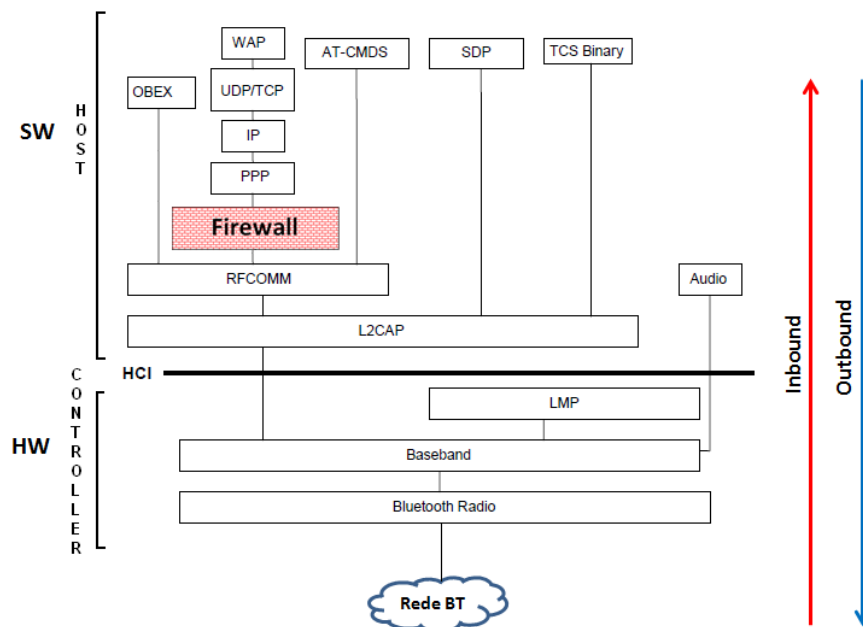 WAP
AT-CMDS
SDP
TCS Binary
OBEX
UDP/TCP
SW
HOST
IP
PPP
Firewall
RFCOMM
Audio
L2CAP
Inbound
Outbound
HCI
CONTROLLER
LMP
HW
Baseband
Bluetooth Radio
Rede BT